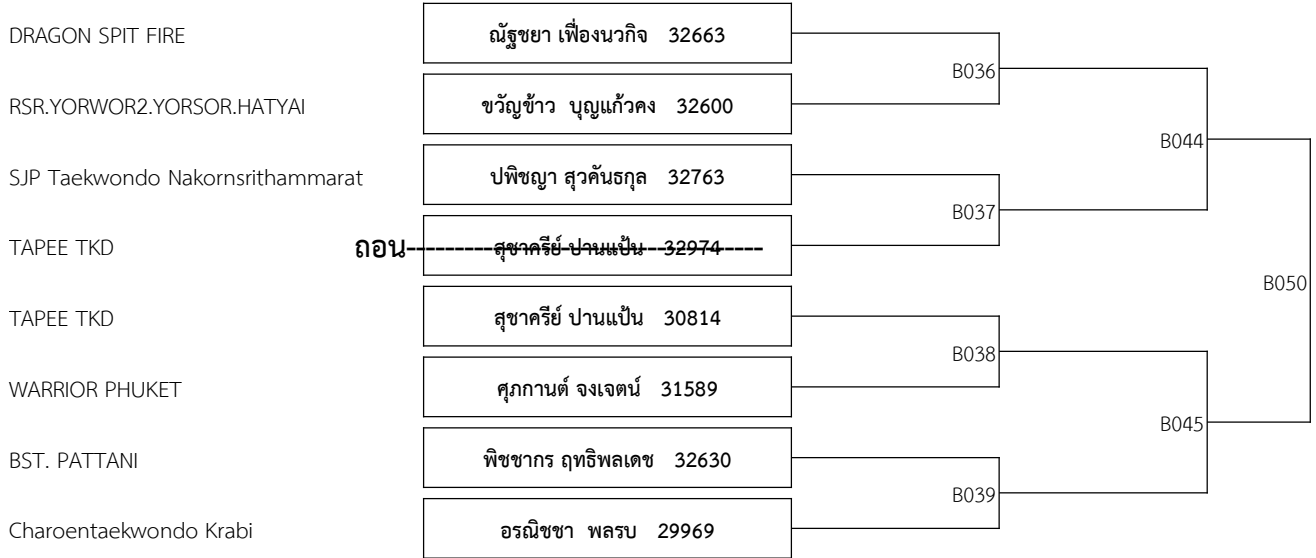 DRAGON SPIT FIRE ณัฐชยา เฟื่องนวกิจ 32663
B036
RSR.YORWOR2.YORSOR.HATYAI ขวัญข้าว บุญแก้วคง 32600
B044
SJP Taekwondo Nakornsrithammarat ปพิชญา สุวคันธกุล 32763
B037
TAPEE TKD ถอน---------สุชาครีย์-ปานแป้น--32974-----
B050
TAPEE TKD สุชาครีย์ ปานแป้น 30814
B038
WARRIOR PHUKET ศุภกานต์ จงเจตน์ 31589
B045
BST. PATTANI พิชชากร ฤทธิพลเดช 32630
B039
Charoentaekwondo Krabi อรณิชชา พลรบ 29969